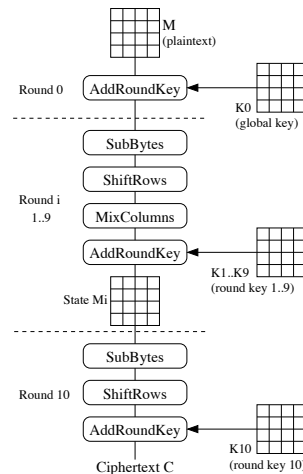 M
(plaintext)
Round 0
AddRoundKey
K0
(global key)
SubBytes
ShiftRows
Round i
1..9
MixColumns
AddRoundKey
K1..K9
(round key 1..9)
State Mi
SubBytes
Round 10
ShiftRows
AddRoundKey
K10
(round key 10)
Ciphertext C